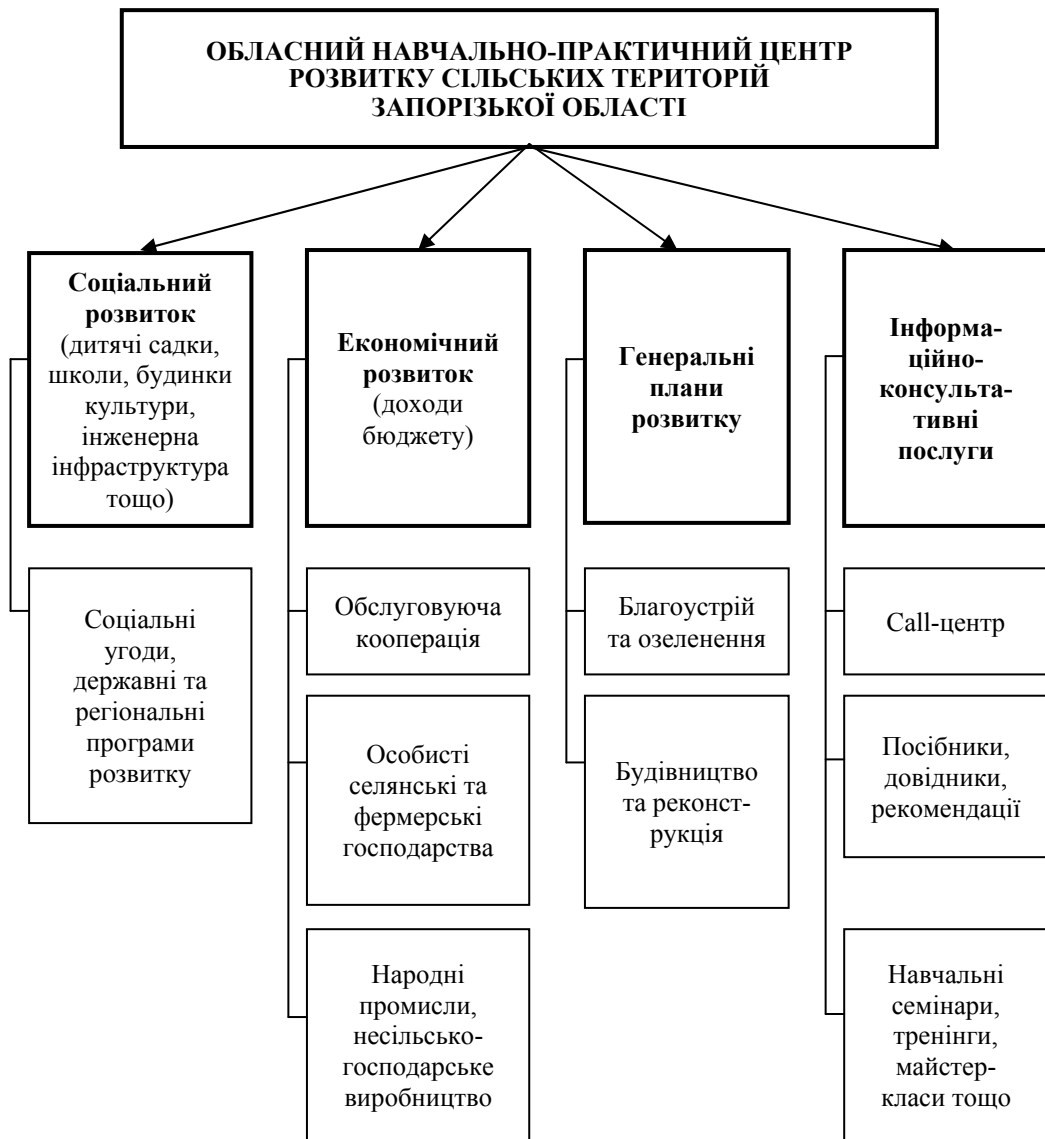 ОБЛАСНИЙ НАВЧАЛЬНО-ПРАКТИЧНИЙ ЦЕНТР
РОЗВИТКУ СІЛЬСЬКИХ ТЕРИТОРІЙ
ЗАПОРІЗЬКОЇ ОБЛАСТІ
Соціальний
розвиток
(дитячі садки,
школи, будинки
культури,
інженерна
інфраструктура
тощо)
Економічний
розвиток
(доходи
бюджету)
Генеральні
плани
розвитку
Інформа-
ційно-
консульта-
тивні
послуги
Соціальні
угоди,
державні та
регіональні
програми
розвитку
Обслуговуюча
кооперація
Особисті
селянські та
фермерські
господарства
Народні
промисли,
несільсько-
господарське
виробництво
Благоустрій
та озеленення
Будівництво
та реконст-
рукція
Call-центр
Посібники,
довідники,
рекомендації
Навчальні
семінари,
тренінги,
майстер-
класи тощо